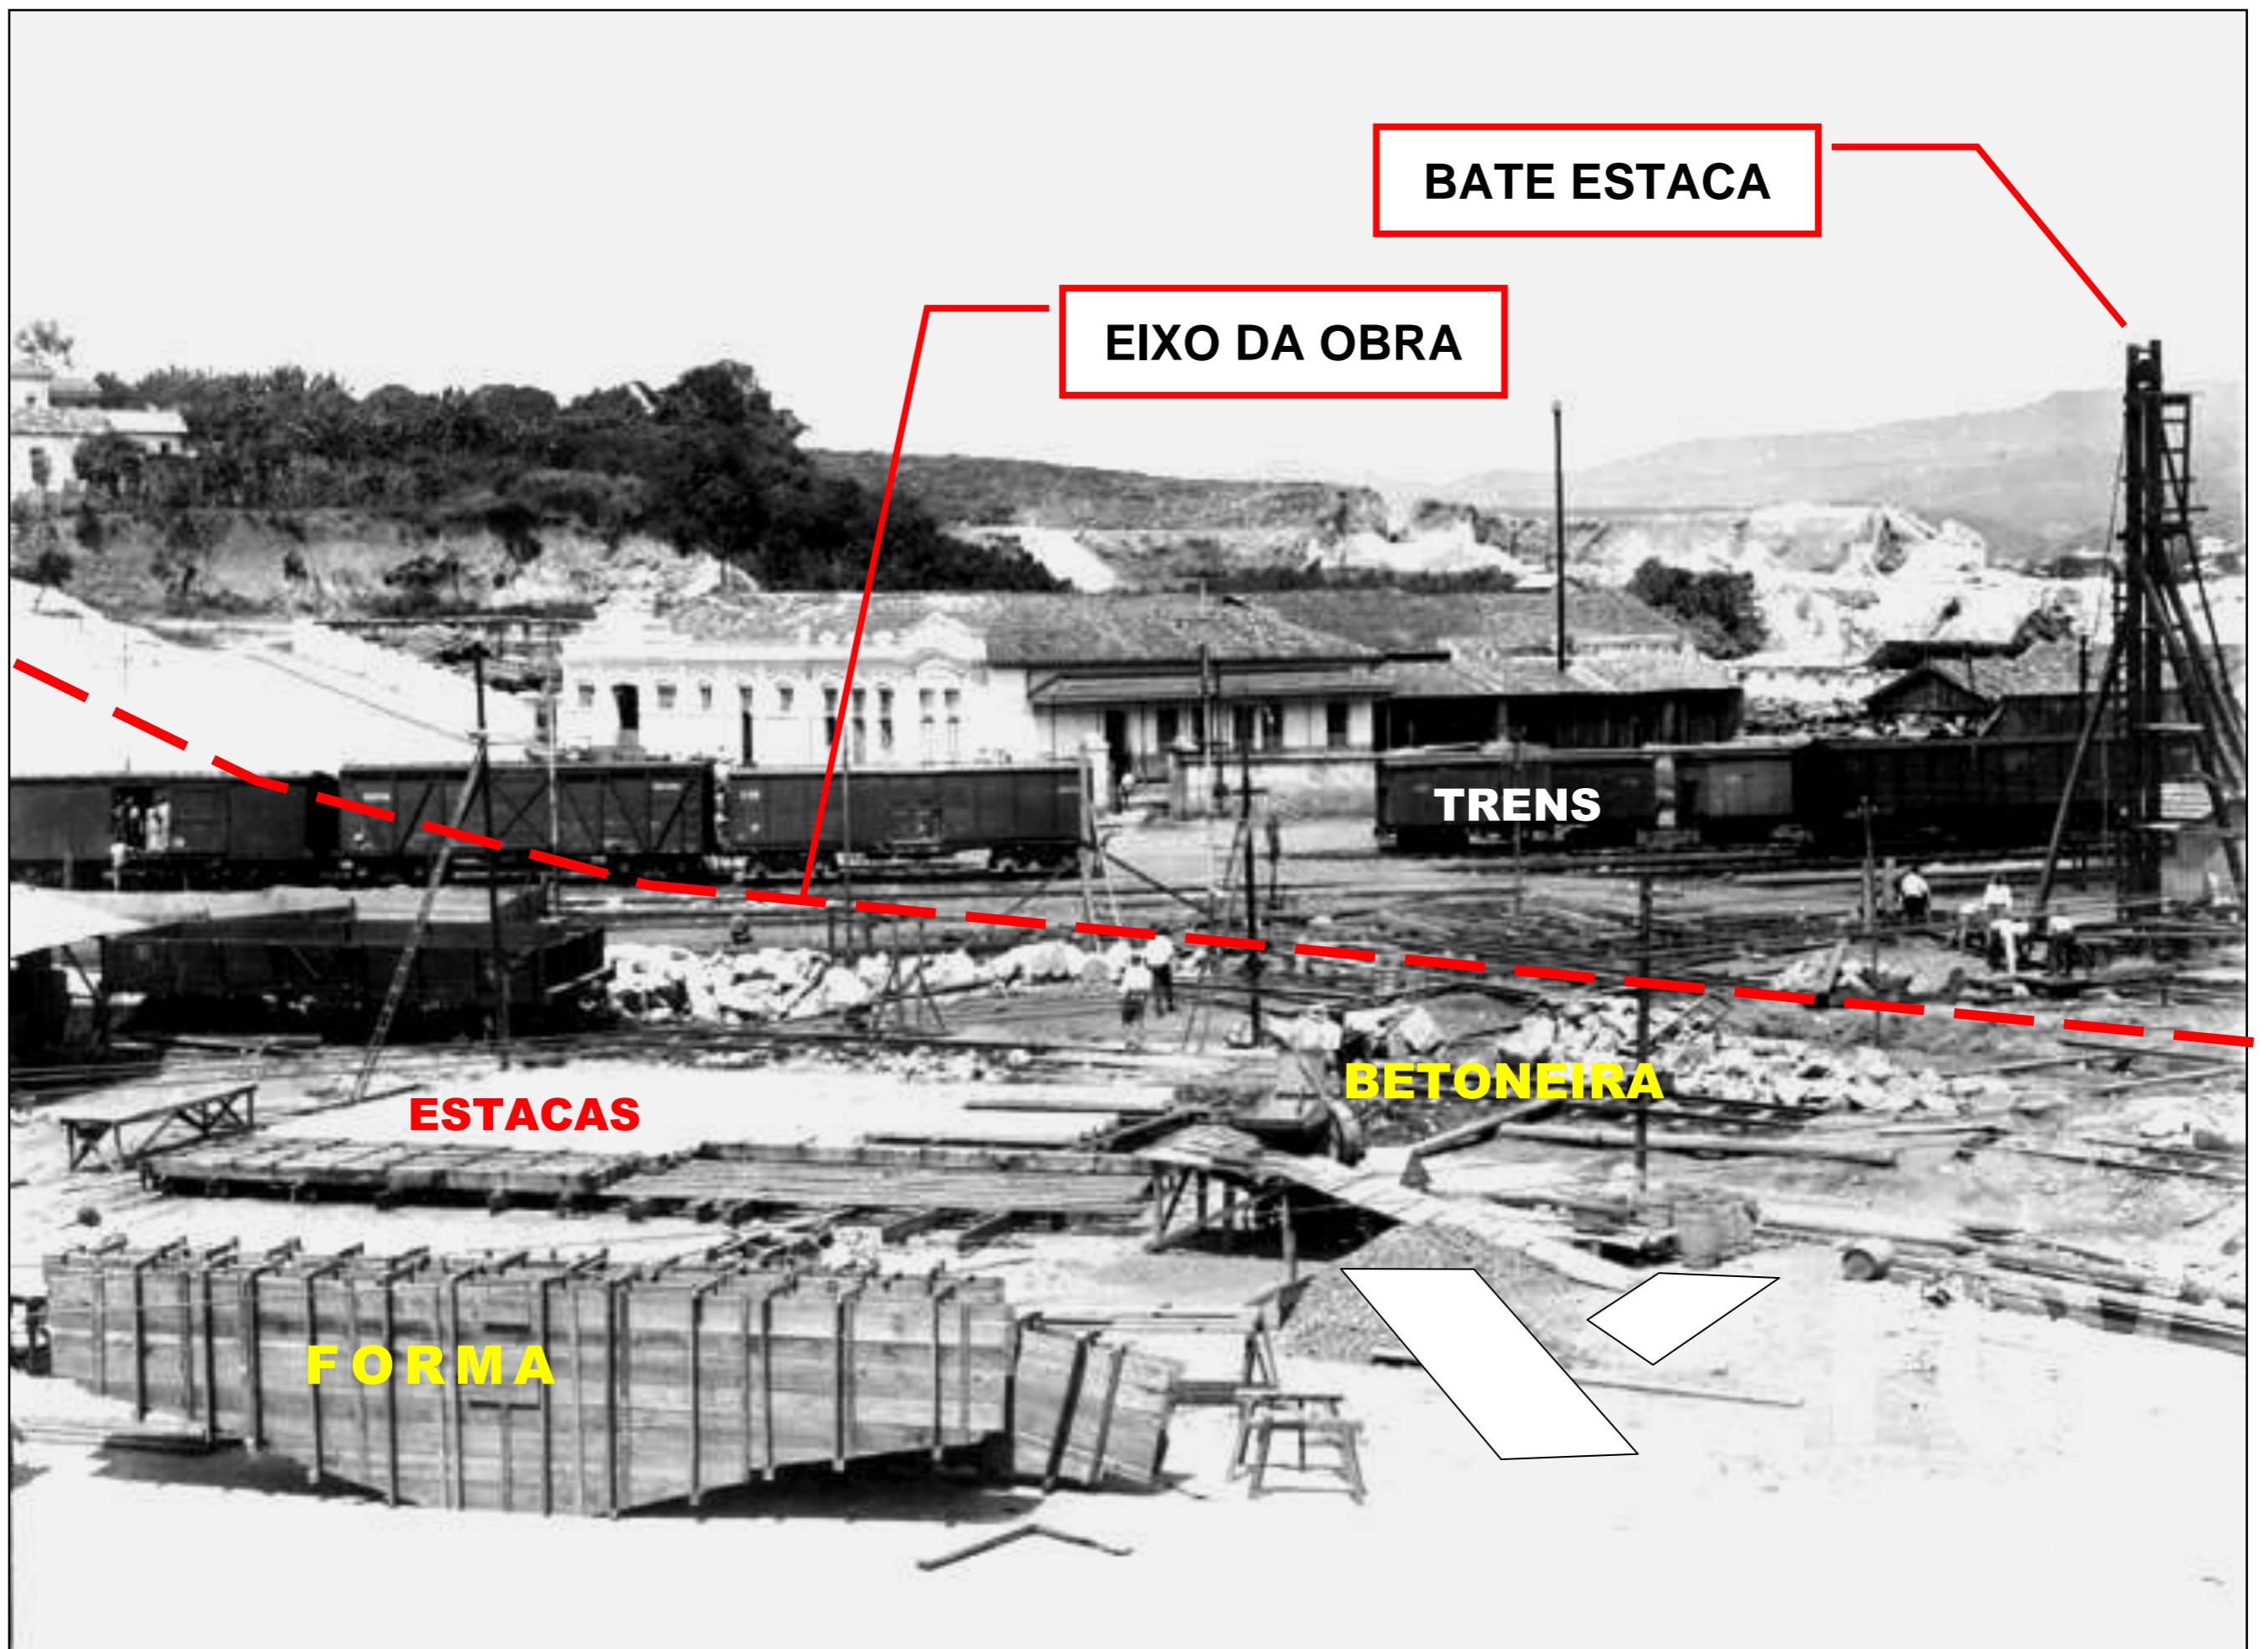 BATE ESTACA
EIXO DA OBRA
TRENS
BETONEIRA
ESTACAS
FORMA